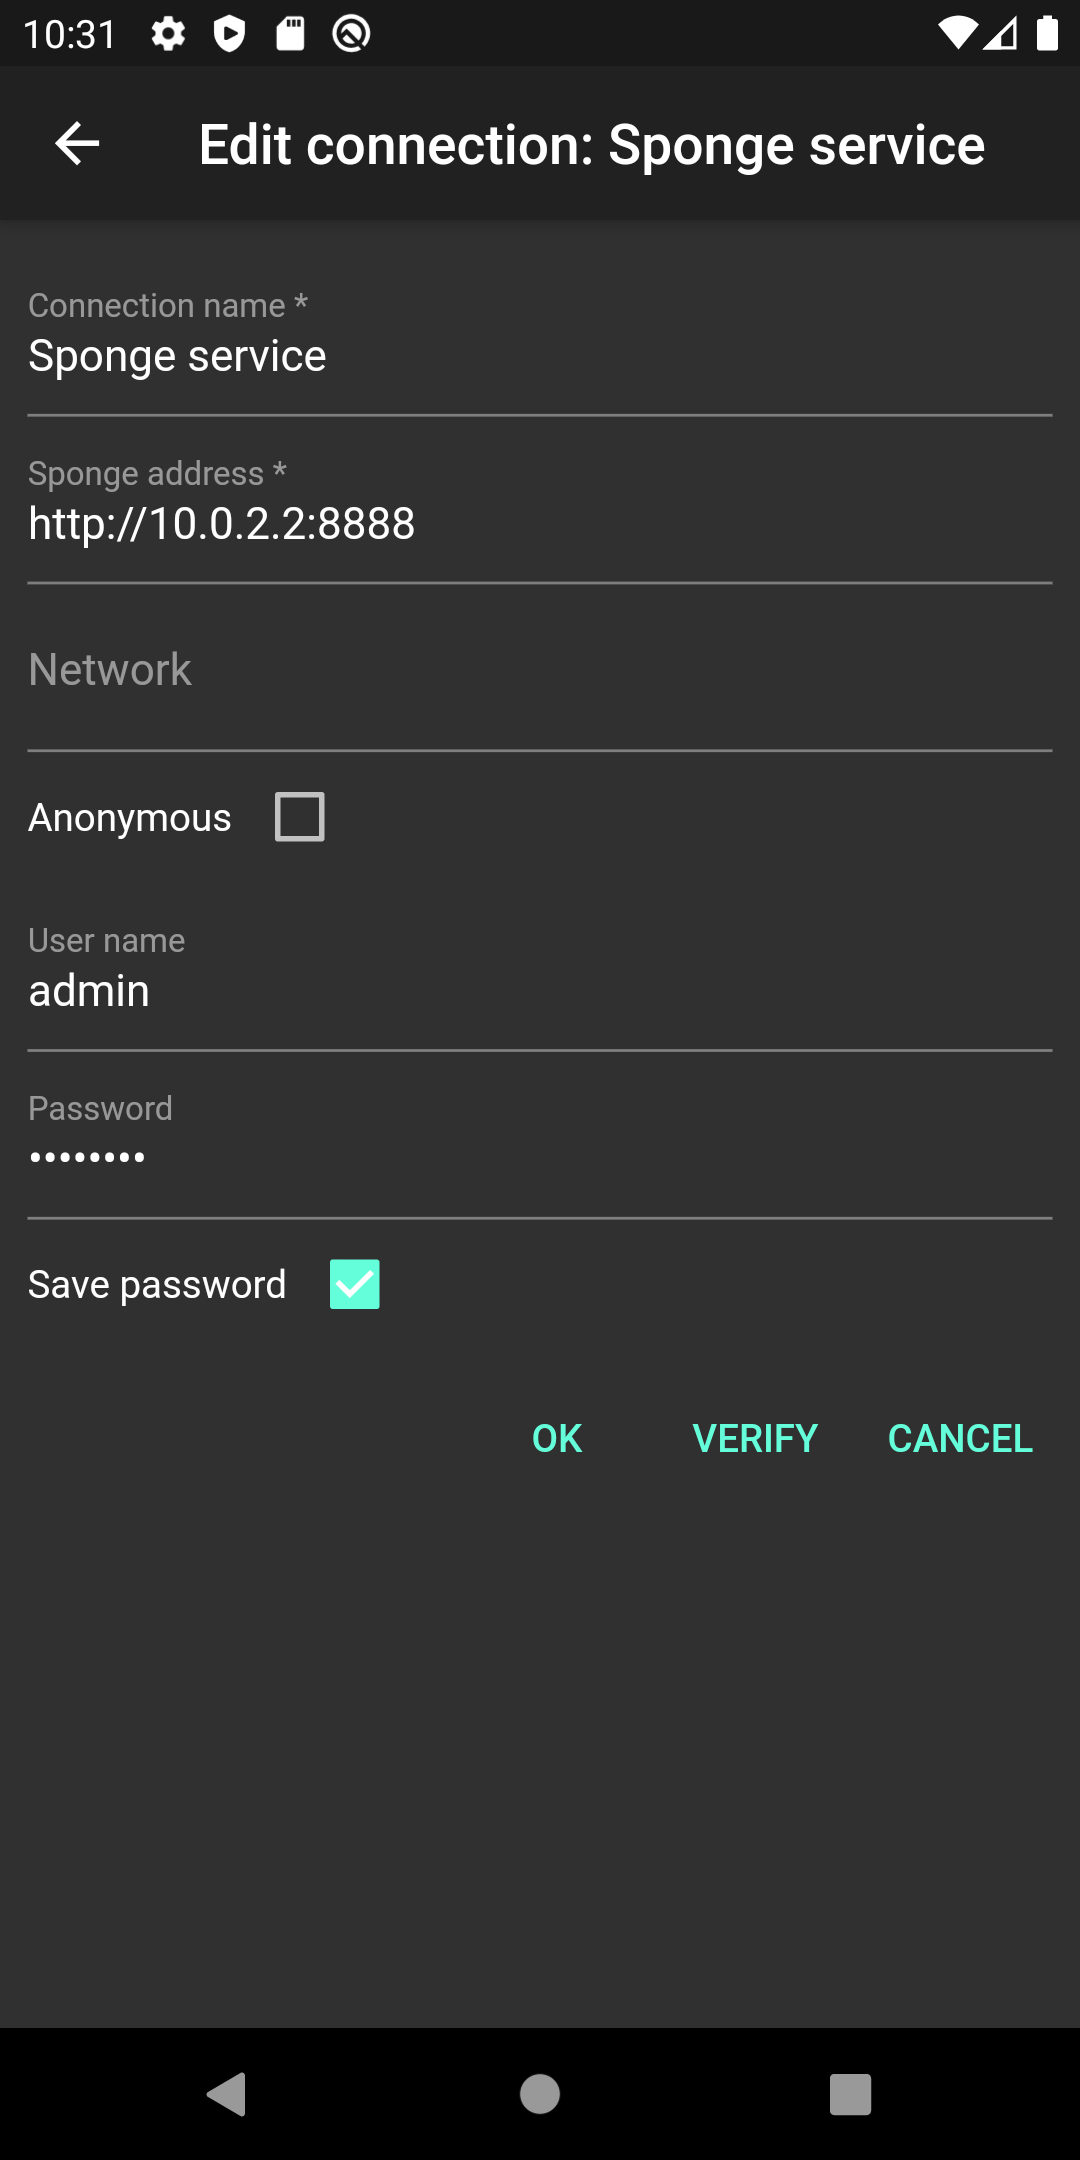 10:31
Edit connection: Sponge service
Connection name *
Sponge service
Sponge address *
http://10.0.2.2:8888
Network
Anonymous
User name
admin
Password
••••••••
Save password
OK VERIFY CANCEL